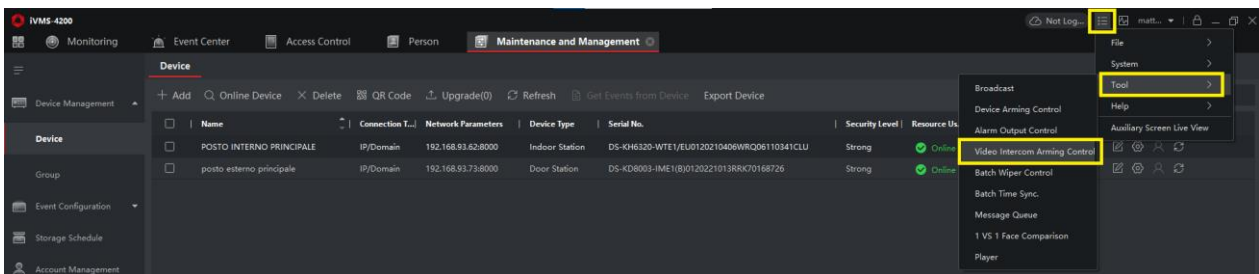 iVMS-4200
Not Log...
matt...
Monitoring
Event Center
Access Control
Person
Maintenance and Management
File
System
Tool
Help
Auxiliary Screen Live View
Device
Device Management
Device
Group
Event Configuration
Storage Schedule
Account Management
Add Online Device Delete QR Code Upgrade(0) Refresh Get Events from Device Export Device
Name Connection T... Network Parameters Device Type Serial No. Security Level Resource Us...
POSTO INTERNO PRINCIPALE IP/Domain 192.168.93.62:8000 Indoor Station DS-KH6320-WTE1/EU0120210406WRQ06110341CLU Strong Online
posto esterno principale IP/Domain 192.168.93.73:8000 Door Station DS-KD8003-IME1(B)0120221013RRK70168726 Strong Online
Broadcast
Device Arming Control
Alarm Output Control
Video Intercom Arming Control
Batch Wiper Control
Batch Time Sync.
Message Queue
1 VS 1 Face Comparison
Player